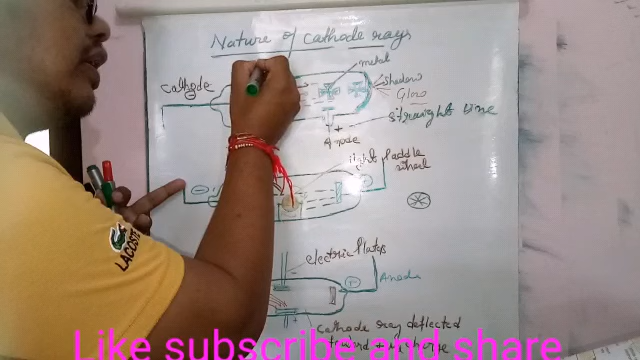 Nature of cathode rays
metal
Cathode
Shadow
Glow
straight line
Anode
light Paddle
wheel
electric Plates
Anode
Cathode ray deflected
LACOSTE
Like subscribe and share